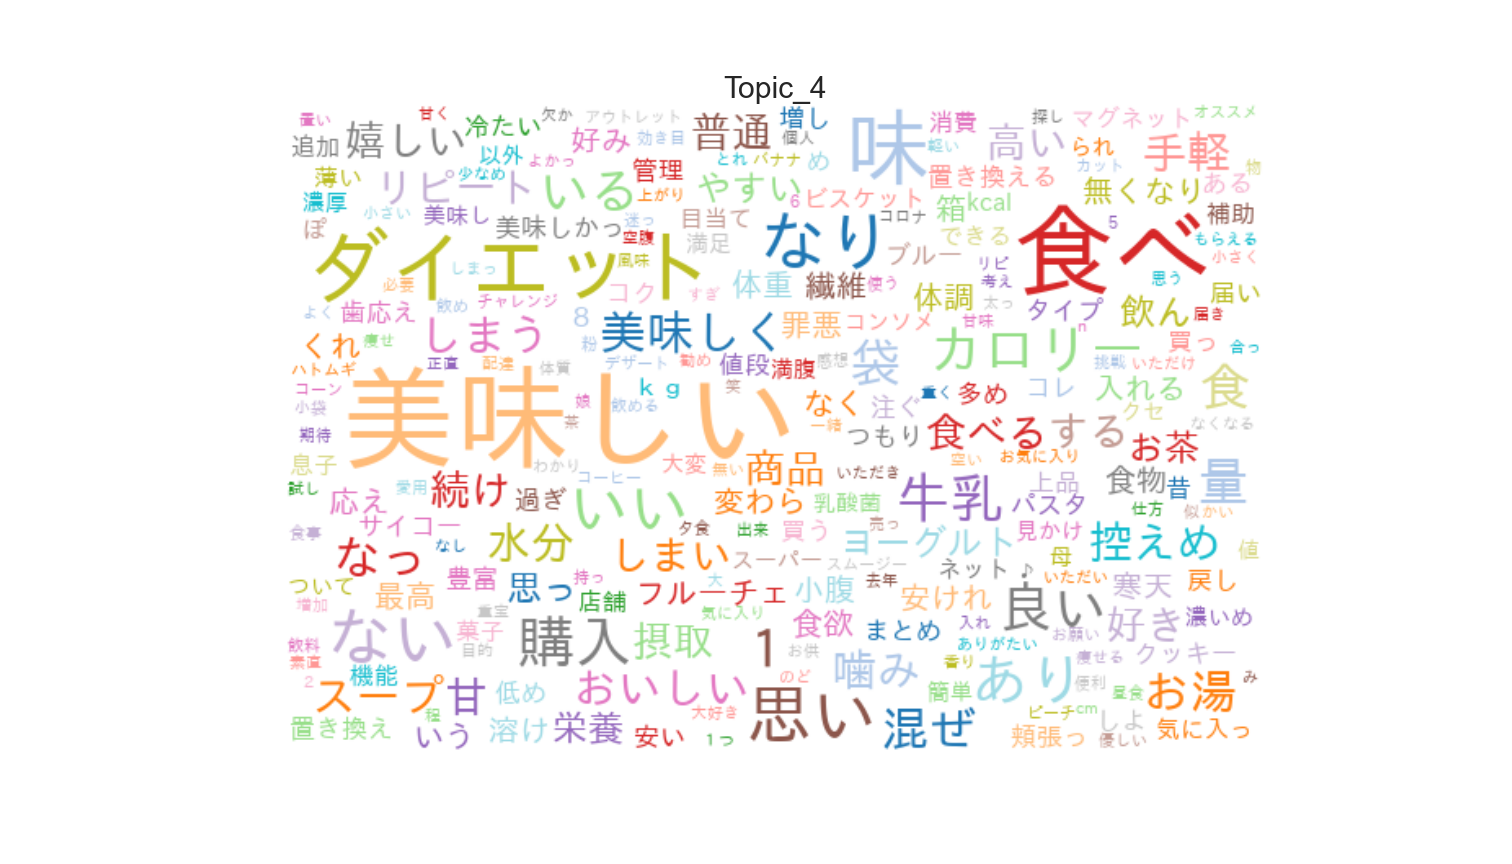 Topic_4
重い 甘く 冷たい 欠か アウトレット 増し 味 消費 探し マグネット オススメ
追加 嬉しい 好み 効き目 普通 個人 軽い 高い られ 手軽
薄い 以外 よかっ 管理 とれ バナナ め 置き換える カット 物
濃厚 リピート 少なめ いる 上がり やすい 6 ビスケット 箱 kcal 無くなり ある
ぽ 小さい 美味し 美味しかっ 迷っ 空腹 目当て なり コロナ できる 食べ 5 補助
ダイエット 風味 満足 ブルー リピ もらえる 小さく
しまっ 必要 コク すぎ 体重 繊維 使う 体調 考え 太っ 思う 届い
よく 歯応え 飲め チャレンジ 8 美味しく 罪悪 コンソメ 甘味 タイプ n 飲ん 届き
くれ 痩せ しまう 粉 カロリー 買っ 合っ
ハトムギ 正直 配達 体質 デザート 勧め 値段 満腹 感想 袋 挑戦 いただけ
コーン 美味しい kg 笑 なく 注ぐ 重く 多め コレ 入れる 食
小袋 娘 飲める 茶 一緒 クセ なくなる
期待 つもり 食べる する お茶
息子 わかり 大変 無い 商品 いただき 空い お気に入り
試し 応え 愛用 続け 過ぎ コーヒー いい 変わら 乳酸菌 牛乳 上品 パスタ 食物 昔 量
食事 サイコー 夕食 出来 買う 売っ 見かけ 仕方 似 かい
なっ なし 水分 しまい スーパー スムージー ヨーグルト 母 控えめ 値
ついて 豊富 思っ 持っ 大 小腹 去年 ネット ♪ いただい 寒天 戻し
増加 最高 店舗 フルーチェ 安けれ 良い
ない 菓子 重宝 購入 摂取 気に入り 1 食欲 まとめ 入れ お願い 好き 濃いめ
飲料 目的 お供 ありがたい 痩せる クッキー
素直 機能 のど 噛み 香り あり 便利 み
2 スープ 甘 低め おいしい 思い 簡単 昼食 お湯
置き換え 程 いう 溶け 栄養 安い 大好き 1つ 混ぜ ピーチ cm しよ 頬張っ 優しい 気に入っ